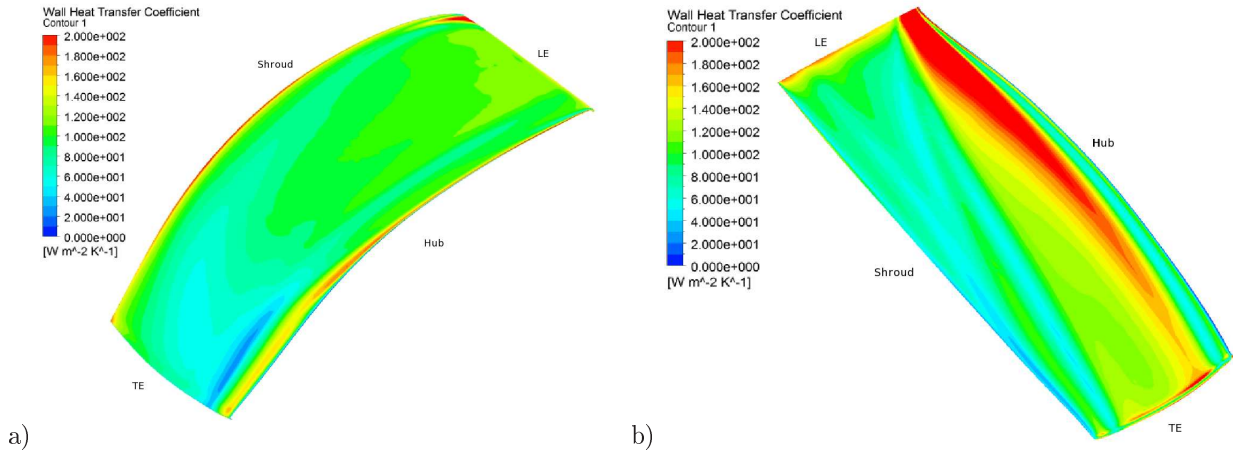 Wall Heat Transfer Coefficient
Contour 1
2.000e+002
1.800e+002
1.600e+002
1.400e+002
1.200e+002
1.000e+002
8.000e+001
6.000e+001
4.000e+001
2.000e+001
0.000e+000
[W m^-2 K^-1]
Shroud
LE
Hub
TE
a)
Wall Heat Transfer Coefficient
Contour 1
2.000e+002
1.800e+002
1.600e+002
1.400e+002
1.200e+002
1.000e+002
8.000e+001
6.000e+001
4.000e+001
2.000e+001
0.000e+000
[W m^-2 K^-1]
LE
Hub
Shroud
TE
b)